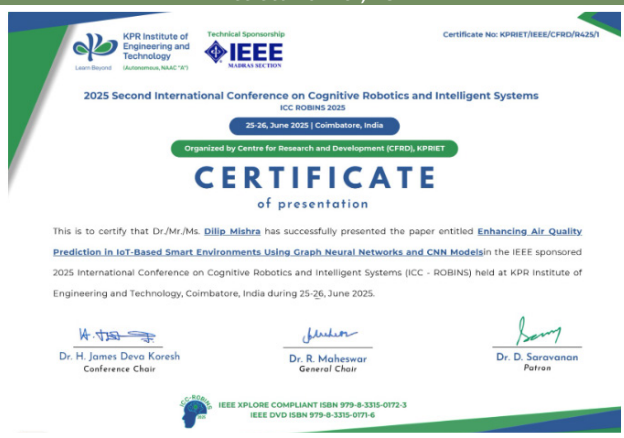 KPR Institute of
Engineering and
Technology
(Autonomous, NAAC "A")
Learn-Beyond
Technical Sponsorship
IEEE
MADRAS SECTION
Certificate No: KPRIET/IEEE/CFRD/R425/1
2025 Second International Conference on Cognitive Robotics and Intelligent Systems
ICC ROBINS 2025
25-26, June 2025 | Coimbatore, India
Organized by Centre for Research and Development (CFRD), KPRIET
CERTIFICATE
of presentation
This is to certify that Dr./Mr./Ms. Dilip Mishra has successfully presented the paper entitled Enhancing Air Quality
Prediction in IoT-Based Smart Environments Using Graph Neural Networks and CNN Modelsin the IEEE sponsored
2025 International Conference on Cognitive Robotics and Intelligent Systems (ICC - ROBINS) held at KPR Institute of
Engineering and Technology, Coimbatore, India during 25-26, June 2025.
Dr. H. James Deva Koresh
Conference Chair
Dr. R. Maheswar
General Chair
Dr. D. Saravanan
Patron
ICC-ROBINS
IEEE XPLORE COMPLIANT ISBN 979-8-3315-0172-3
IEEE DVD ISBN 979-8-3315-0171-6